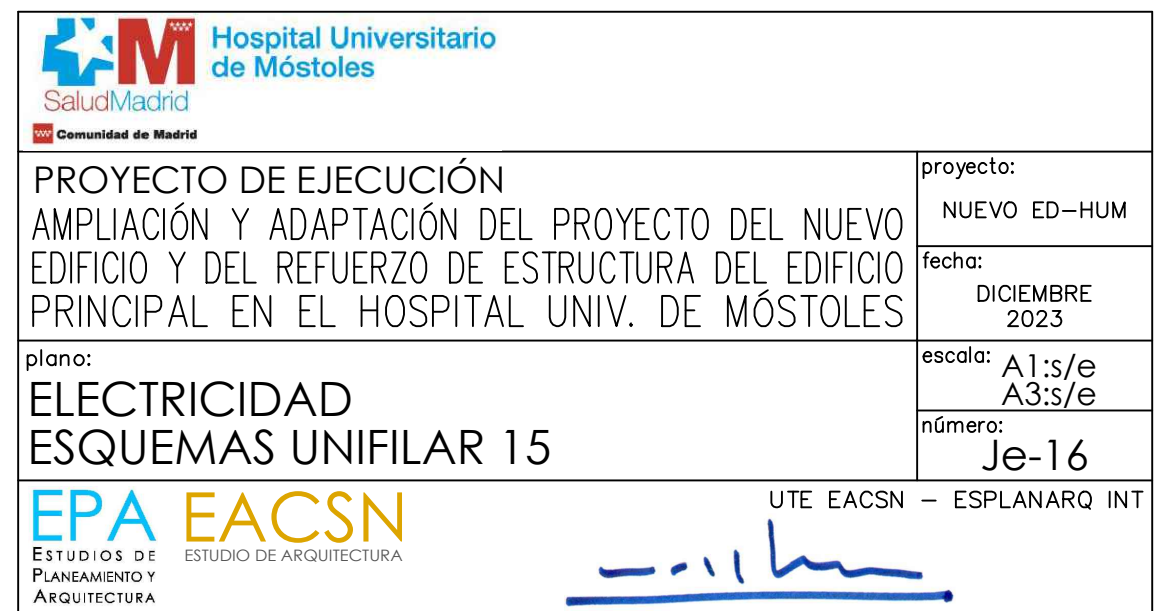 Hospital Universitario
de Móstoles
SaludMadrid
Comunidad de Madrid
PROYECTO DE EJECUCIÓN
AMPLIACIÓN Y ADAPTACIÓN DEL PROYECTO DEL NUEVO
EDIFICIO Y DEL REFUERZO DE ESTRUCTURA DEL EDIFICIO
PRINCIPAL EN EL HOSPITAL UNIV. DE MÓSTOLES
proyecto:
NUEVO ED-HUM
fecha:
DICIEMBRE
2023
plano:
ELECTRICIDAD
ESQUEMAS UNIFILAR 15
escala: A1:s/e
A3:s/e
número:
Je-16
EPA
ESTUDIOS DE
PLANEAMIENTO Y
ARQUITECTURA
EACSN
ESTUDIO DE ARQUITECTURA
UTE EACSN – ESPLANARQ INT